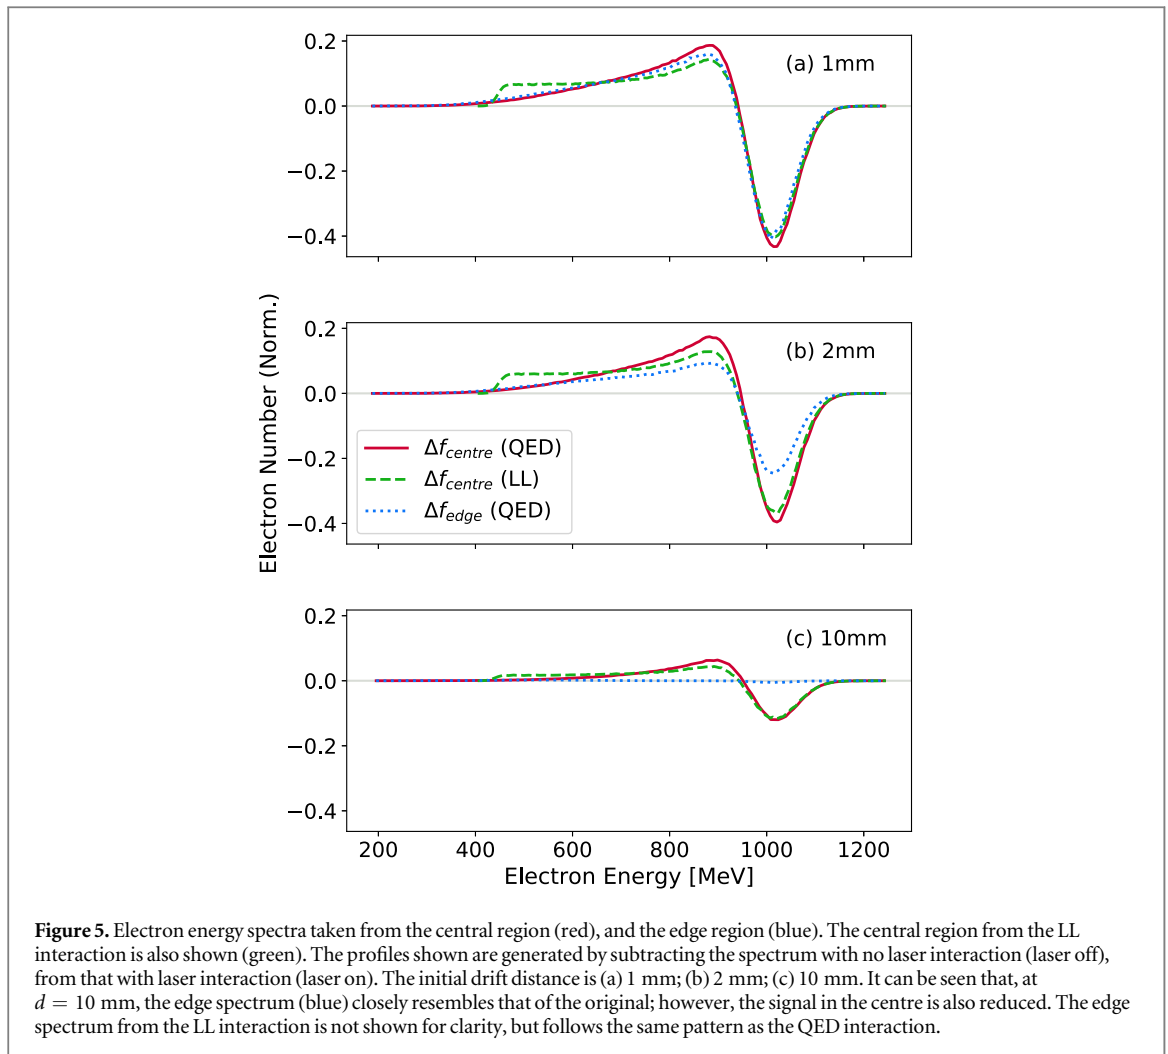 0.2
0.0
−0.2
−0.4
(a) 1mm
0.2
0.0
−0.2
−0.4
(b) 2mm
Δf_centre (QED)
Δf_centre (LL)
Δf_edge (QED)
Electron Number (Norm.)
0.2
0.0
−0.2
−0.4
(c) 10mm
200 400 600 800 1000 1200
Electron Energy [MeV]
Figure 5. Electron energy spectra taken from the central region (red), and the edge region (blue). The central region from the LL
interaction is also shown (green). The profiles shown are generated by subtracting the spectrum with no laser interaction (laser off),
from that with laser interaction (laser on). The initial drift distance is (a) 1 mm; (b) 2 mm; (c) 10 mm. It can be seen that, at
d = 10 mm, the edge spectrum (blue) closely resembles that of the original; however, the signal in the centre is also reduced. The edge
spectrum from the LL interaction is not shown for clarity, but follows the same pattern as the QED interaction.